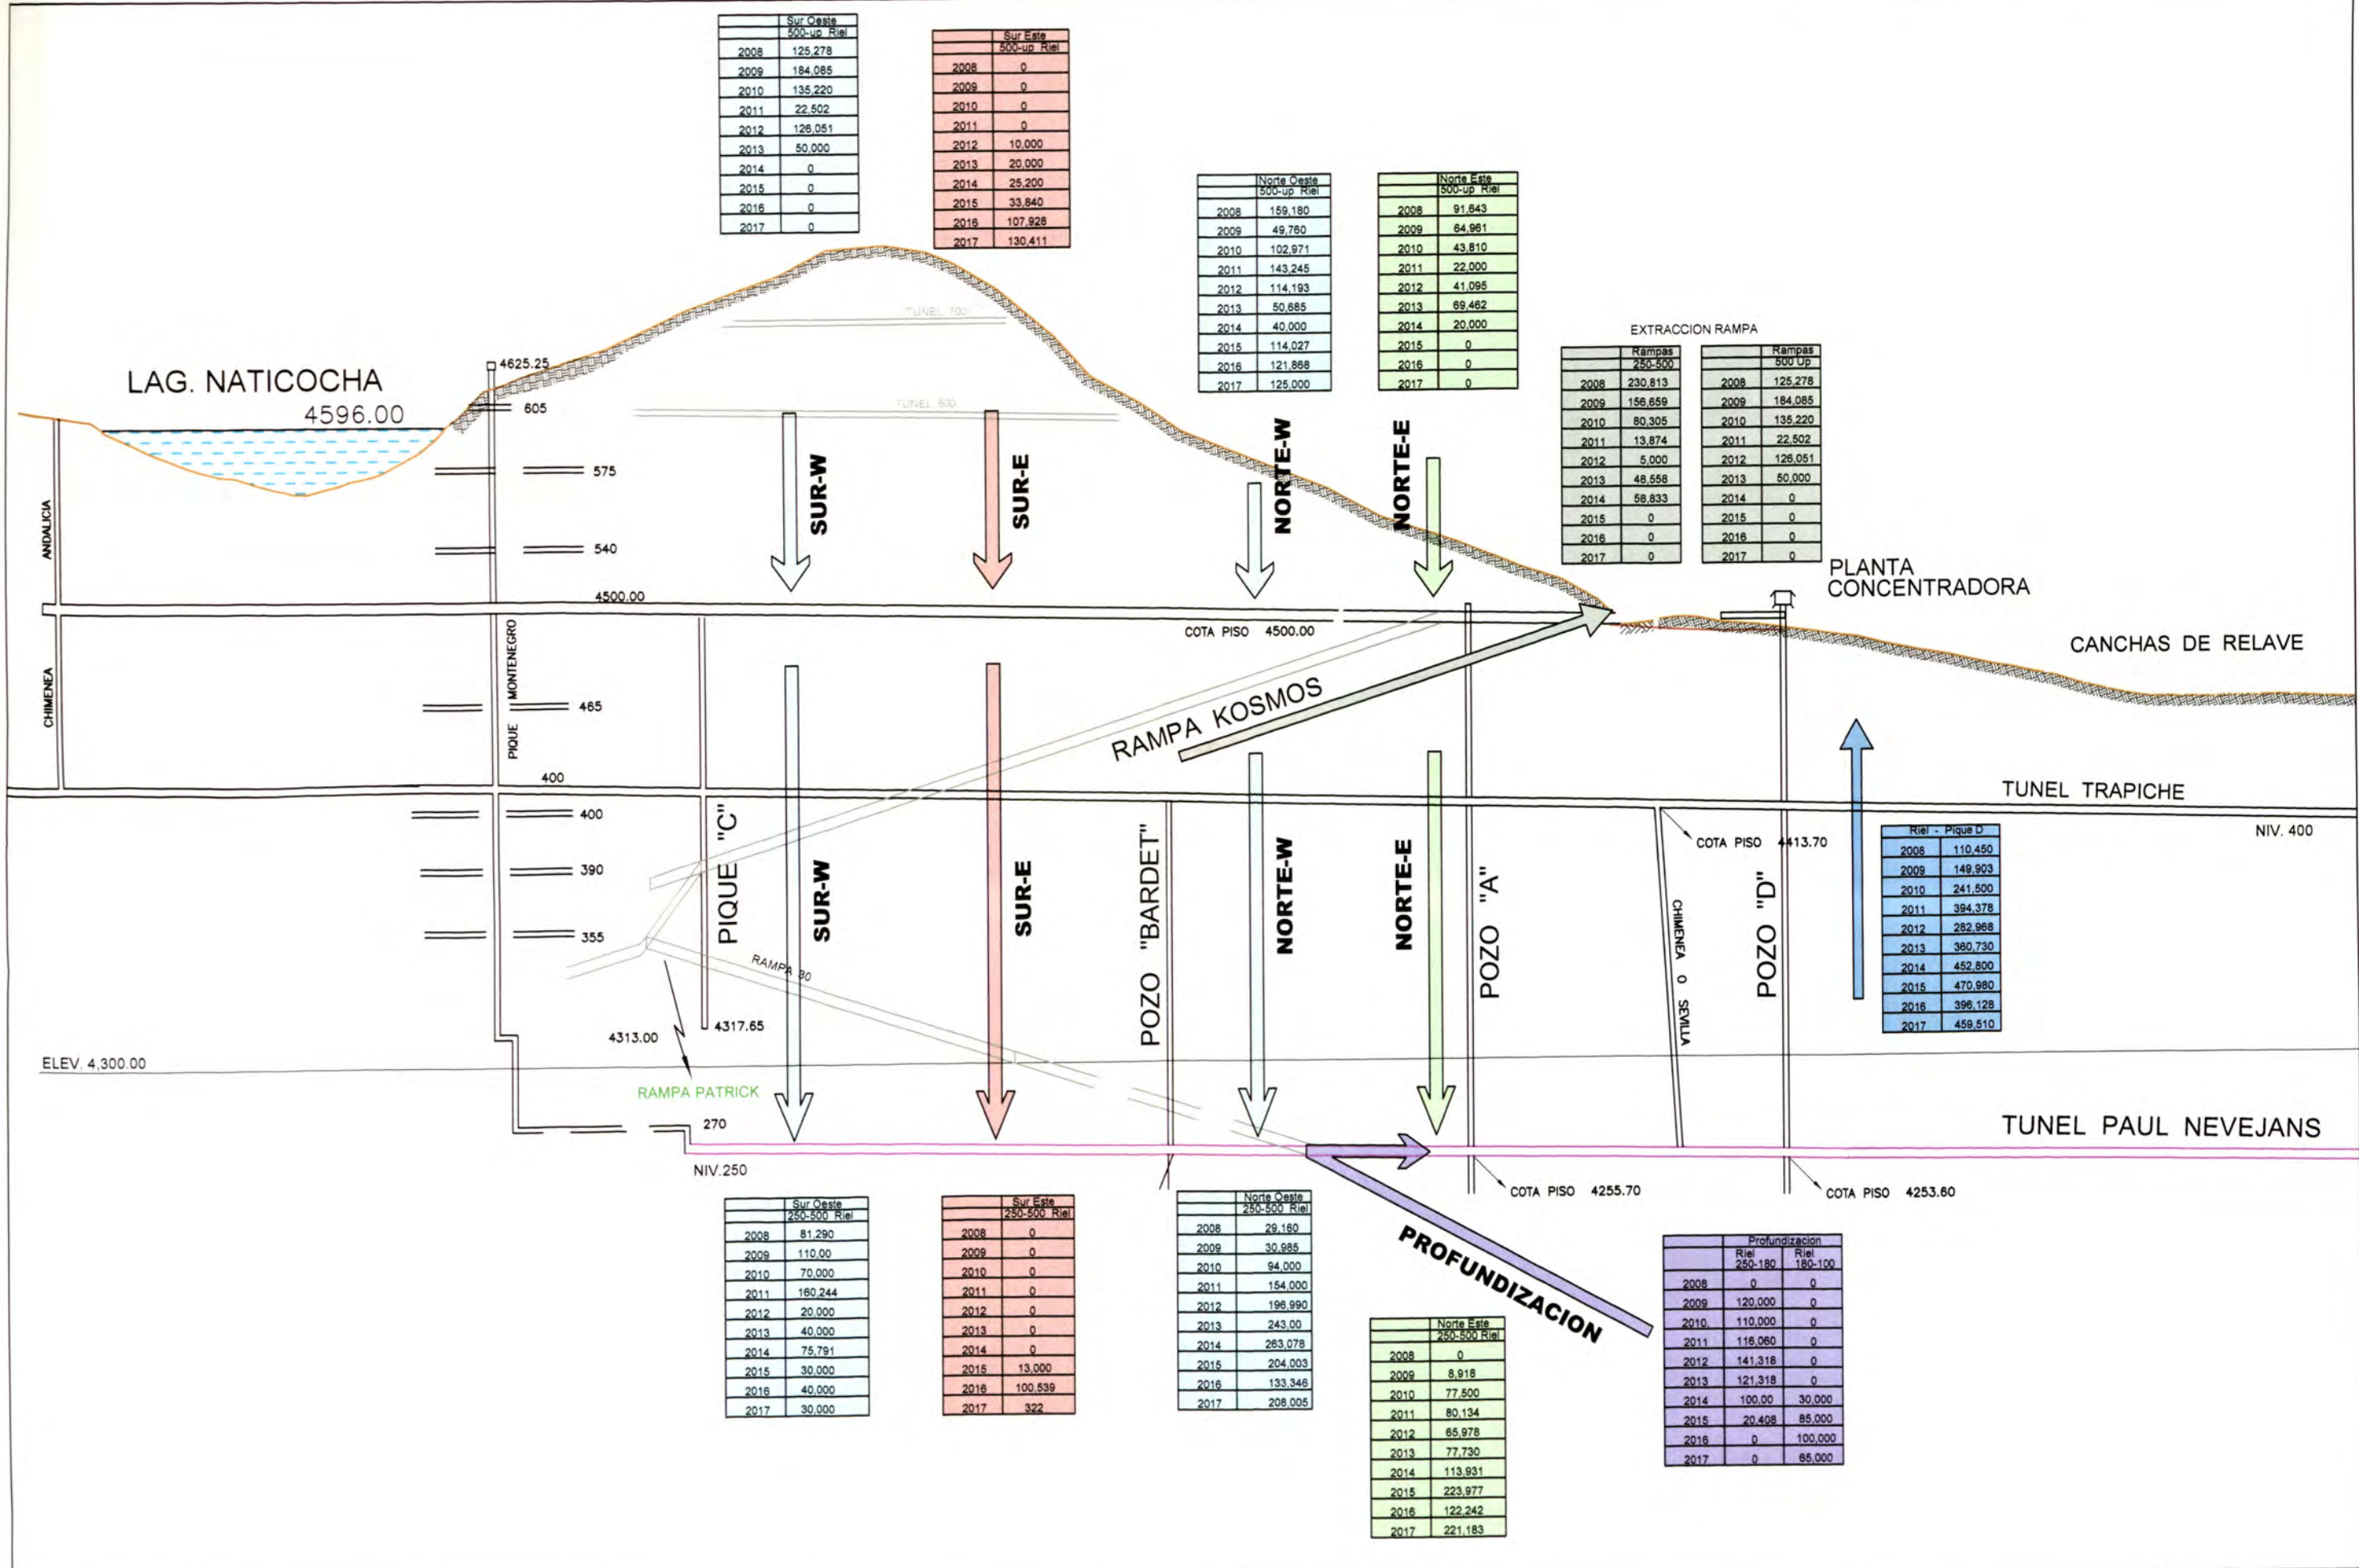 Sur Oeste
500-up Riel
2008 125,278
2009 184,085
2010 135,220
2011 22,502
2012 126,051
2013 50,000
2014 0
2015 0
2016 0
2017 0
Sur Este
500-up Riel
2008 0
2009 0
2010 0
2011 0
2012 10,000
2013 20,000
2014 25,200
2015 33,840
2016 107,928
2017 130,411
Norte Oeste
500-up Riel
2008 159,180
2009 49,760
2010 102,971
2011 143,245
2012 114,193
2013 50,685
2014 40,000
2015 114,027
2016 121,868
2017 125,000
Norte Este
500-up Riel
2008 91,643
2009 64,961
2010 43,810
2011 22,000
2012 41,095
2013 69,462
2014 20,000
2015 0
2016 0
2017 0
EXTRACCION RAMPA
Rampas
250-500
2008 230,813
2009 156,659
2010 80,305
2011 13,874
2012 5,000
2013 48,558
2014 58,833
2015 0
2016 0
2017 0
Rampas
500 Up
2008 125,278
2009 184,085
2010 135,220
2011 22,502
2012 126,051
2013 50,000
2014 0
2015 0
2016 0
2017 0
TUNEL 700
TUNEL 600
LAG. NATICOCHA
4596.00
4625.25
605
575
540
ANDALICIA
CHIMENEA
SUR-W
SUR-E
NORTE-W
NORTE-E
PLANTA
CONCENTRADORA
4500.00
COTA PISO 4500.00
CANCHAS DE RELAVE
PIQUE MONTENEGRO
465
RAMPA KOSMOS
400
TUNEL TRAPICHE
NIV. 400
400
390
355
PIQUE "C"
SUR-W
SUR-E
POZO "BARDET"
NORTE-W
NORTE-E
POZO "A"
COTA PISO 4413.70
CHIMENEA O SEVILLA
POZO "D"
Riel - Pique D
2008 110,450
2009 149,903
2010 241,500
2011 394,378
2012 282,968
2013 360,730
2014 452,800
2015 470,980
2016 396,128
2017 459,510
RAMPA 30
4313.00
4317.65
ELEV. 4,300.00
RAMPA PATRICK
270
NIV.250
TUNEL PAUL NEVEJANS
COTA PISO 4255.70
COTA PISO 4253.60
PROFUNDIZACION
Sur Oeste
250-500 Riel
2008 81,290
2009 110,00
2010 70,000
2011 160,244
2012 20,000
2013 40,000
2014 75,791
2015 30,000
2016 40,000
2017 30,000
Sur Este
250-500 Riel
2008 0
2009 0
2010 0
2011 0
2012 0
2013 0
2014 0
2015 13,000
2016 100,539
2017 322
Norte Oeste
250-500 Riel
2008 29,160
2009 30,985
2010 94,000
2011 154,000
2012 196,990
2013 243,00
2014 263,078
2015 204,003
2016 133,346
2017 208,005
Norte Este
250-500 Riel
2008 0
2009 8,918
2010 77,500
2011 80,134
2012 65,978
2013 77,730
2014 113,931
2015 223,977
2016 122,242
2017 221,183
Profundizacion
Riel Riel
250-180 180-100
2008 0 0
2009 120,000 0
2010. 110,000 0
2011 116,060 0
2012 141,318 0
2013 121,318 0
2014 100,00 30,000
2015 20,408 85,000
2016 0 100,000
2017 0 65,000